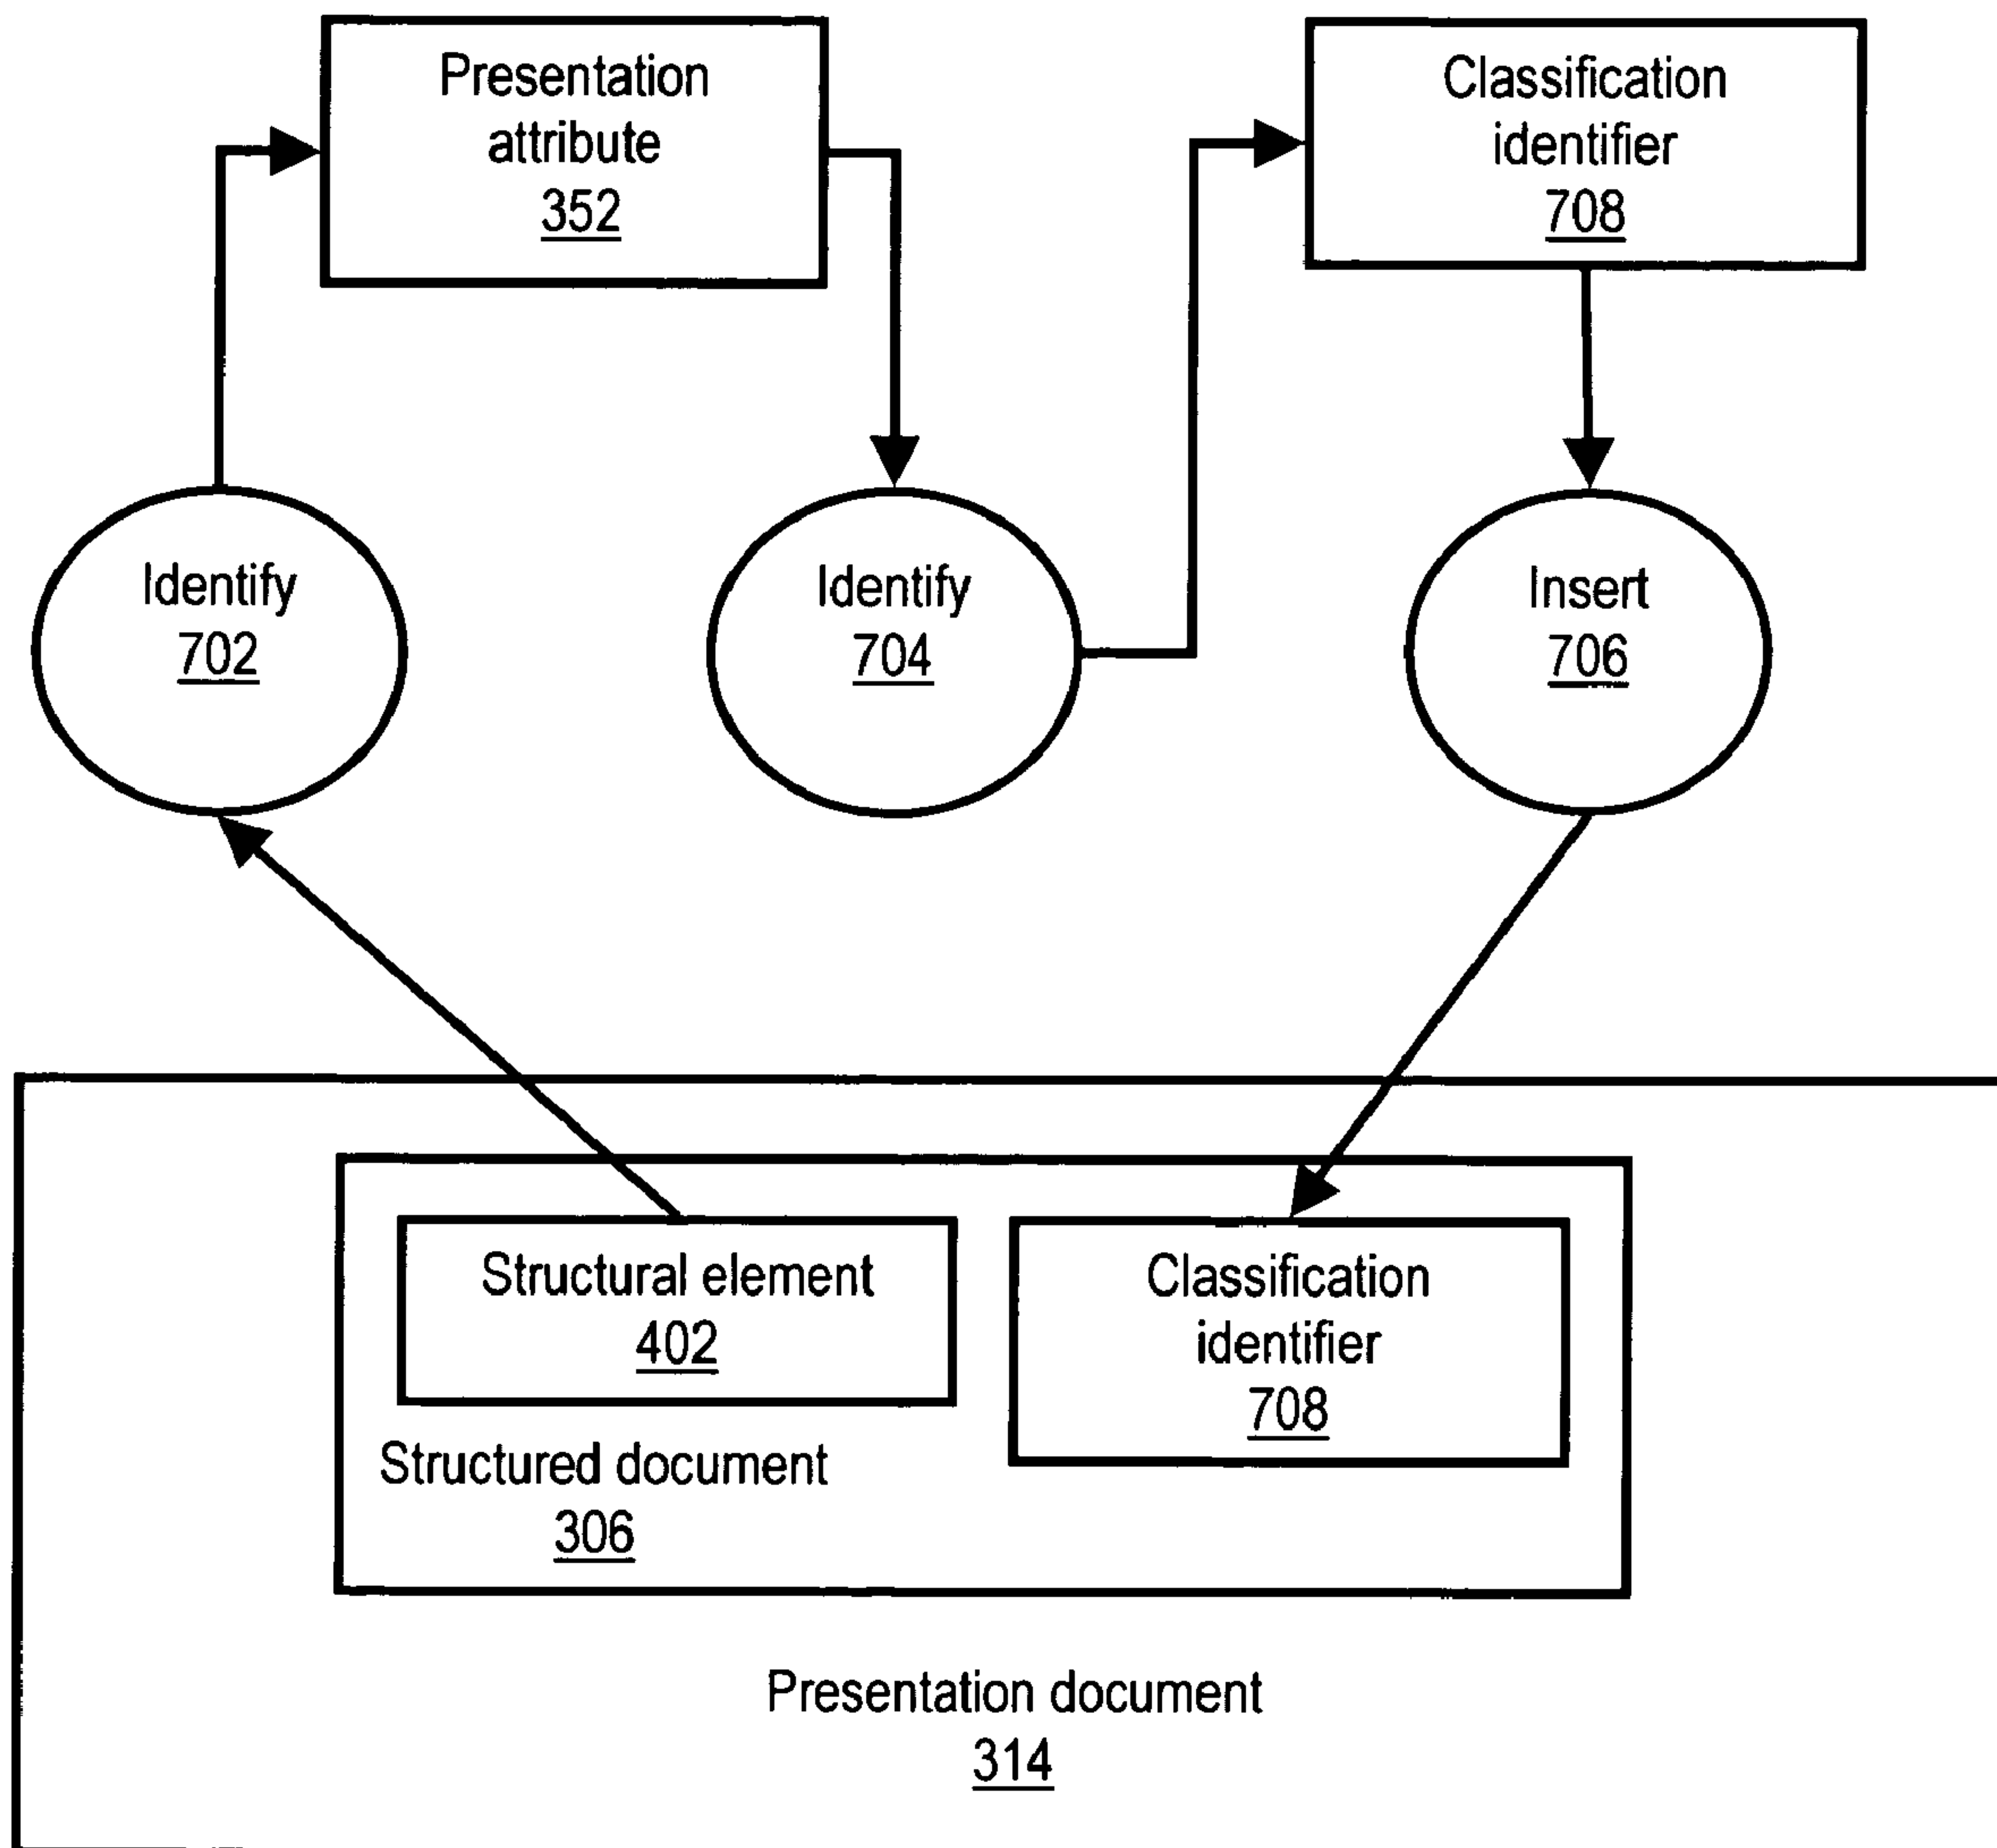 Presentation
attribute
352
Classification
identifier
708
Identify
702
Identify
704
Insert
706
Structural element
402
Classification
identifier
708
Structured document
306
Presentation document
314